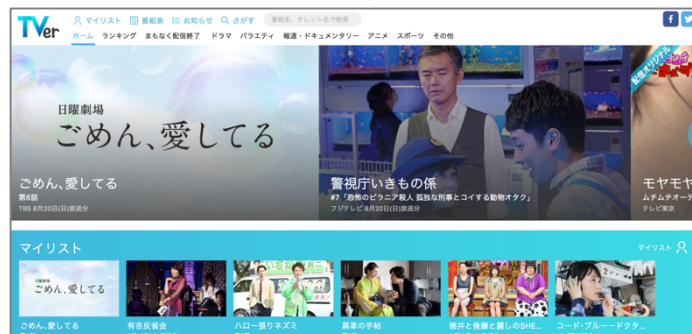 TVer
マイリスト 番組表 お知らせ さがす 番組名、タレント名で検索
ホーム ランキング まもなく配信終了 ドラマ バラエティ 報道・ドキュメンタリー アニメ スポーツ その他
日曜劇場
ごめん、愛してる
配信オリジナル
ごめん、愛してる
第6話
TBS 8月20日(日)放送分
警視庁いきもの係
#7「恐怖のピラニア殺人 孤独な刑事とコイする動物オタク」
フジテレビ 8月20日(日)放送分
モヤモヤ
ムチムチオーデ
テレビ東京
マイリスト
マイリスト
ごめん、愛してる
ごめん、愛してる
有吉反省会
ハロー張りネズミ
黒革の手帖
徳井と後藤と麗しのSHE...
コード・ブルードクタ...